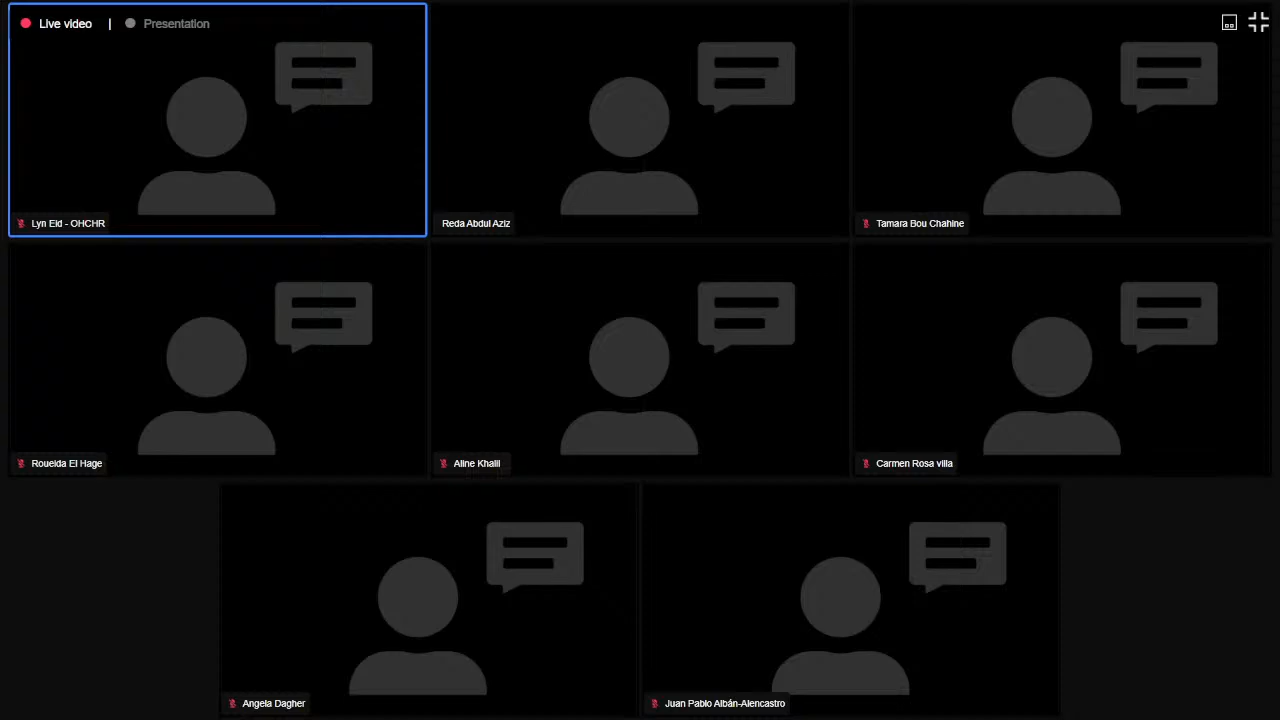 Live video | Presentation
Lyn Eid - OHCHR
Reda Abdul Aziz
Tamara Bou Chahine
Roueida El Hage
Aline Khalil
Carmen Rosa villa
Angela Dagher
Juan Pablo Albán-Alencastro